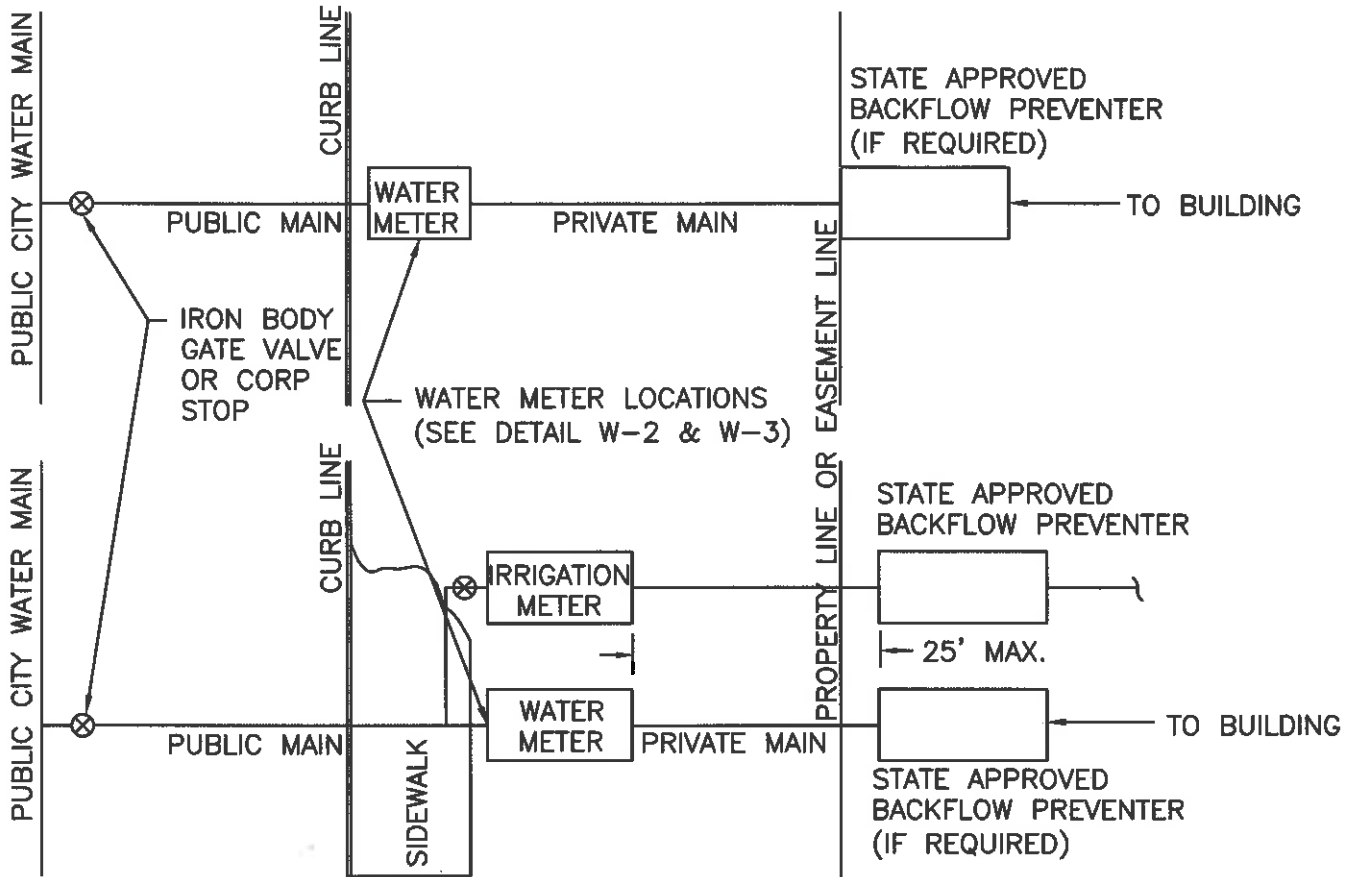 PUBLIC CITY WATER MAIN
CURB LINE
STATE APPROVED
BACKFLOW PREVENTER
(IF REQUIRED)
WATER
METER
PUBLIC MAIN
PRIVATE MAIN
TO BUILDING
IRON BODY
GATE VALVE
OR CORP
STOP
WATER METER LOCATIONS
(SEE DETAIL W-2 & W-3)
PROPERTY LINE OR EASEMENT LINE
PUBLIC CITY WATER MAIN
CURB LINE
STATE APPROVED
BACKFLOW PREVENTER
IRRIGATION
METER
25' MAX.
WATER
METER
PUBLIC MAIN
PRIVATE MAIN
TO BUILDING
SIDEWALK
STATE APPROVED
BACKFLOW PREVENTER
(IF REQUIRED)